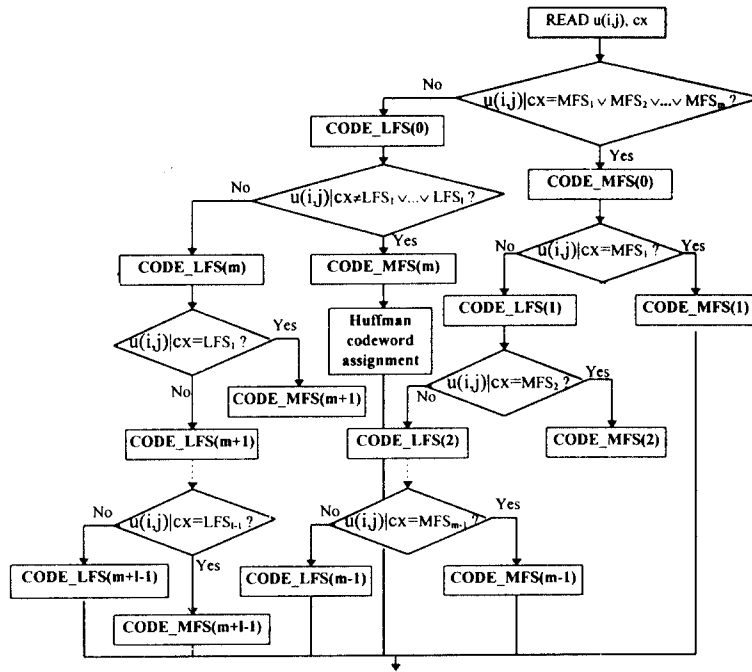 READ u(i,j), cx
No
u(i,j)|cx=MFS₁ ∨ MFS₂ ∨...∨ MFSₘ ?
CODE_LFS(0)
Yes
CODE_MFS(0)
No
u(i,j)|cx≠LFS₁ ∨...∨ LFSₗ ?
Yes
No
u(i,j)|cx=MFS₁ ?
Yes
CODE_LFS(m)
CODE_MFS(m)
CODE_LFS(1)
CODE_MFS(1)
u(i,j)|cx=LFS₁ ?
Yes
Huffman
codeword
assignment
No
CODE_MFS(m+1)
u(i,j)|cx=MFS₂ ?
No
Yes
CODE_LFS(m+1)
CODE_LFS(2)
CODE_MFS(2)
No
u(i,j)|cx=LFSₗ₋₁ ?
Yes
No
u(i,j)|cx=MFSₘ₋₁ ?
Yes
CODE_LFS(m+l-1)
CODE_LFS(m-1)
CODE_MFS(m-1)
CODE_MFS(m+l-1)